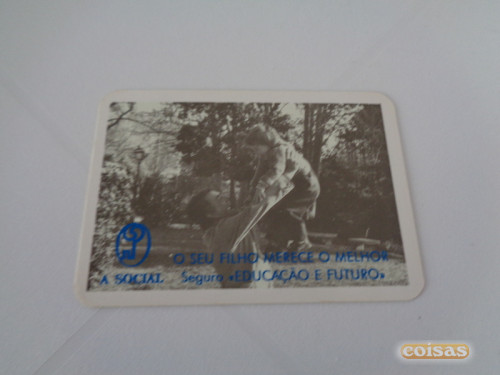 O SEU FILHO MERECE O MELHOR
A SOCIAL Seguro «EDUCAÇÃO E FUTURO»
coisas